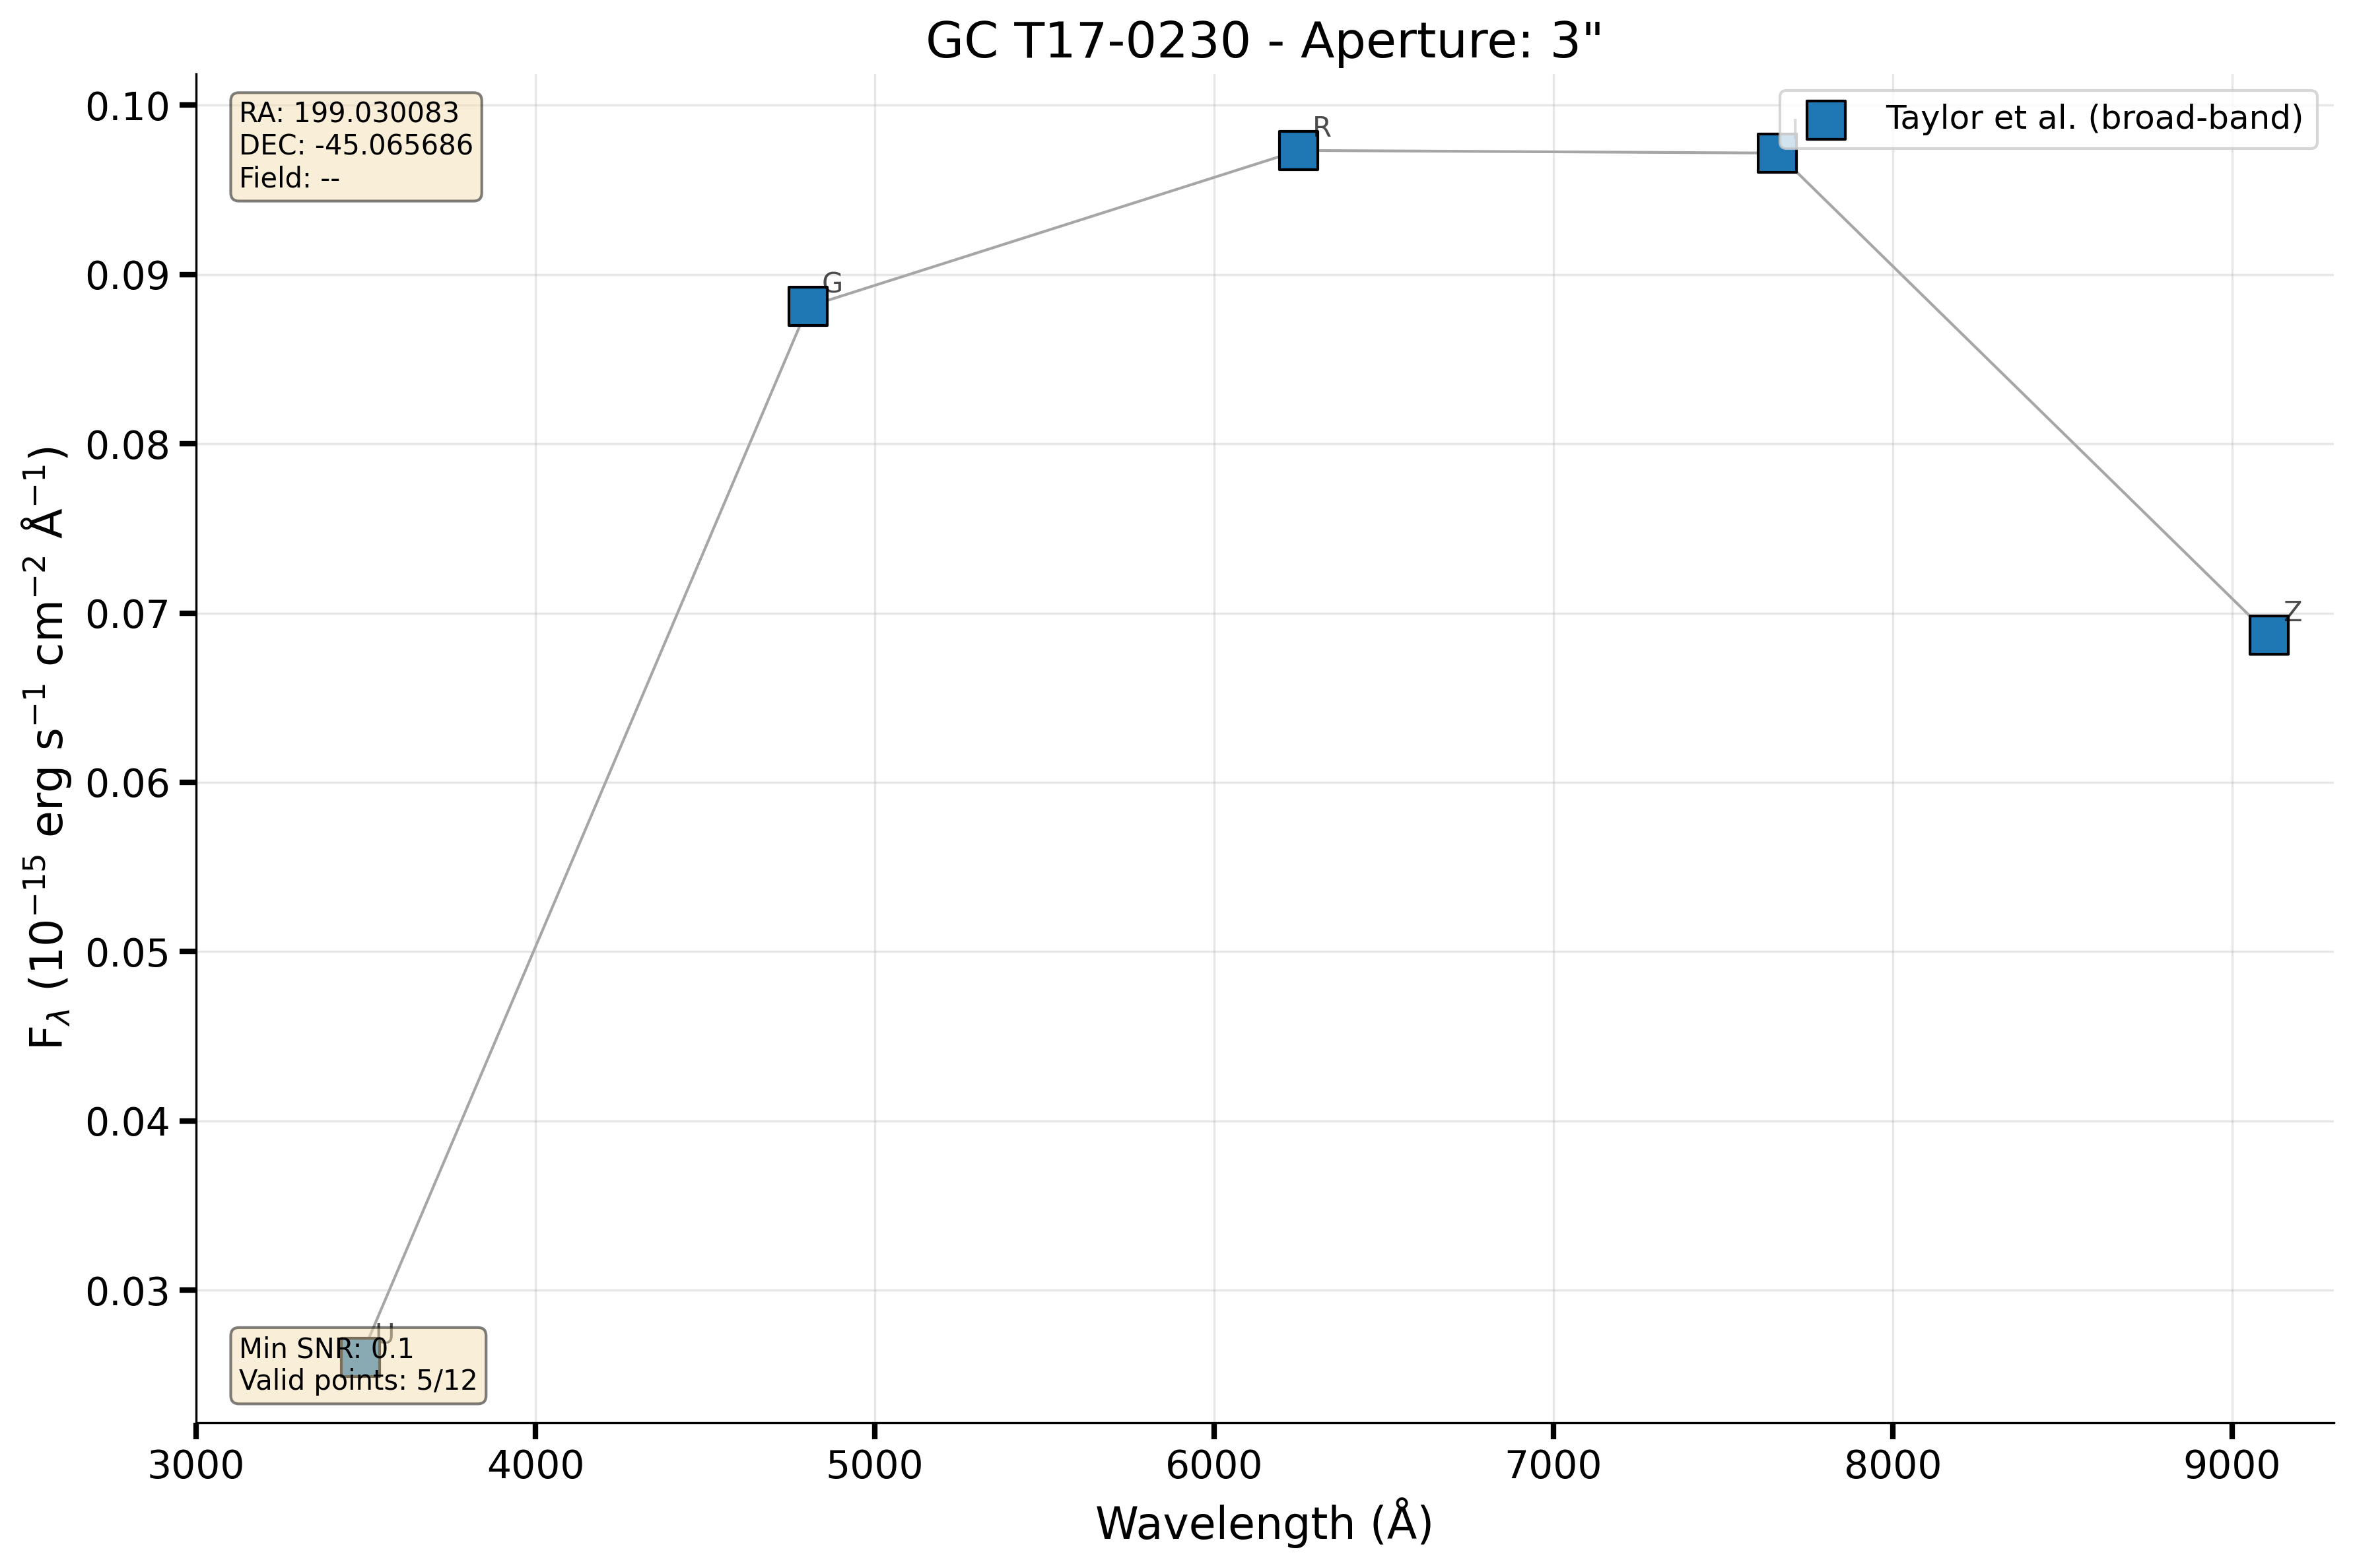 GC T17-0230 - Aperture: 3"
RA: 199.030083
DEC: -45.065686
Field: --
Taylor et al. (broad-band)
R
I
G
Z
U
Min SNR: 0.1
Valid points: 5/12
0.10
0.09
0.08
0.07
0.06
0.05
0.04
0.03
F_λ (10⁻¹⁵ erg s⁻¹ cm⁻² Å⁻¹)
3000 4000 5000 6000 7000 8000 9000
Wavelength (Å)